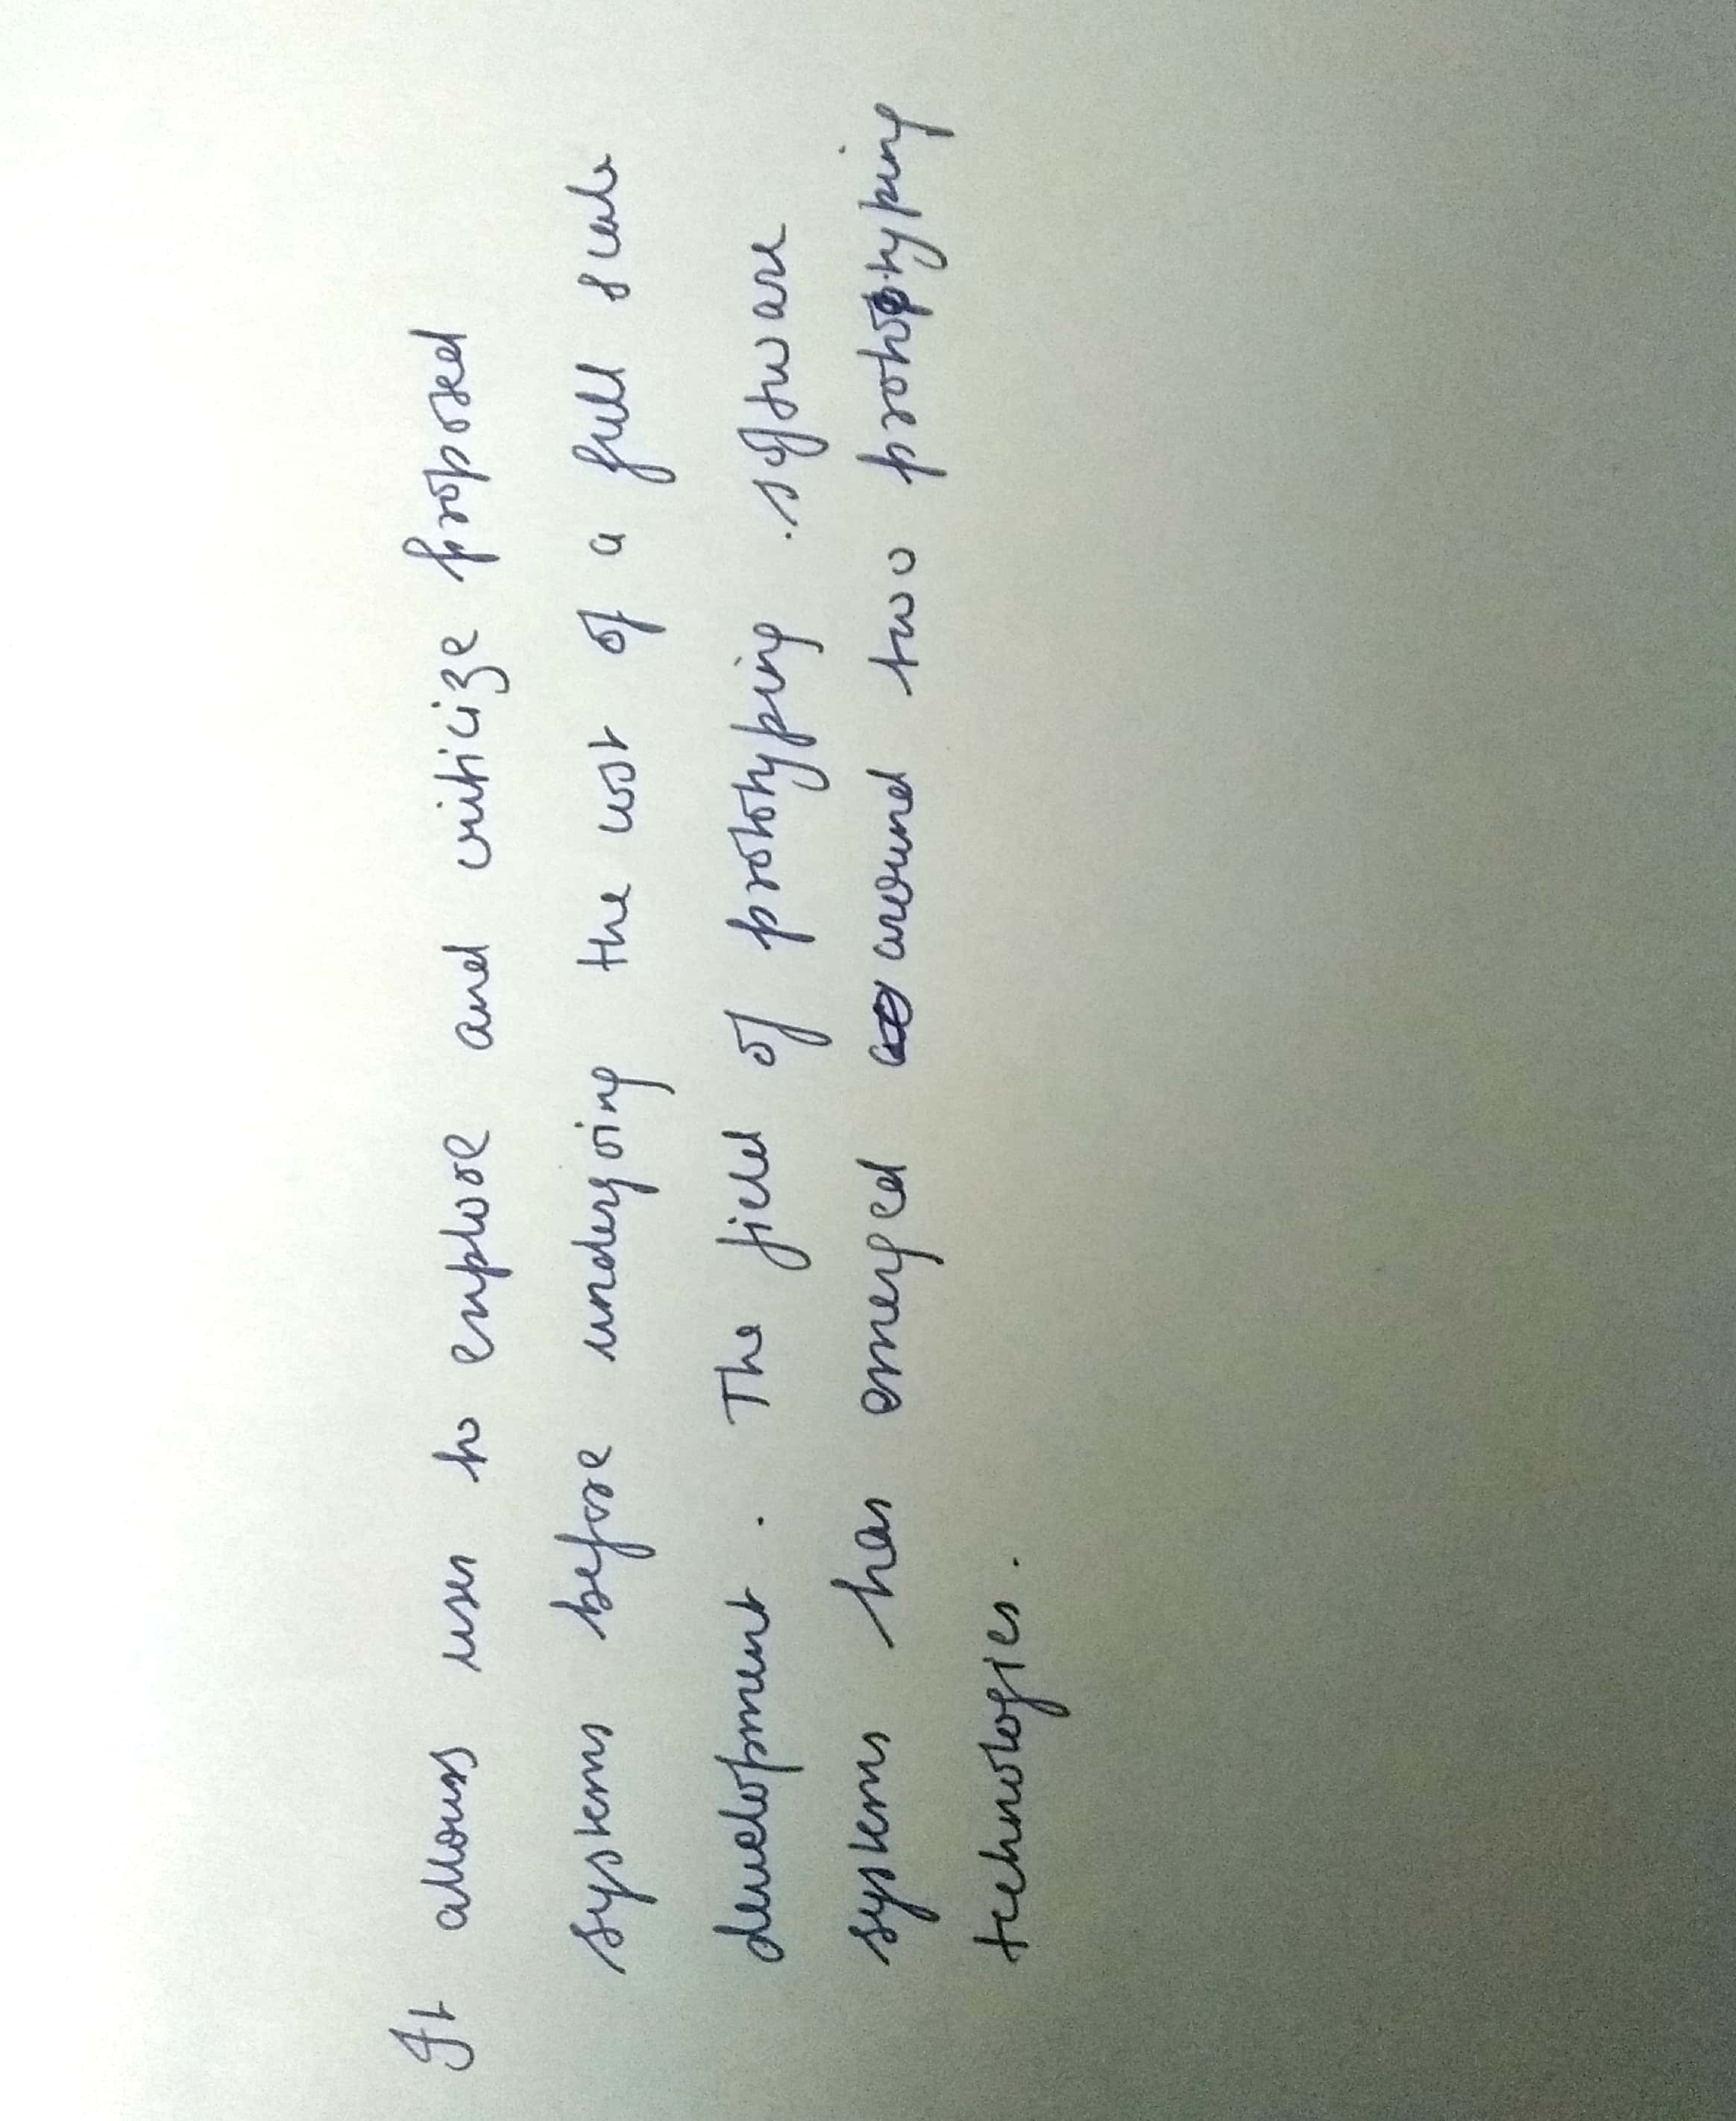 It allows user to explore and criticize proposed
systems before undergoing the cost of a full scale
development. The field of prototyping software
systems has emerged around two prototyping
technologies.